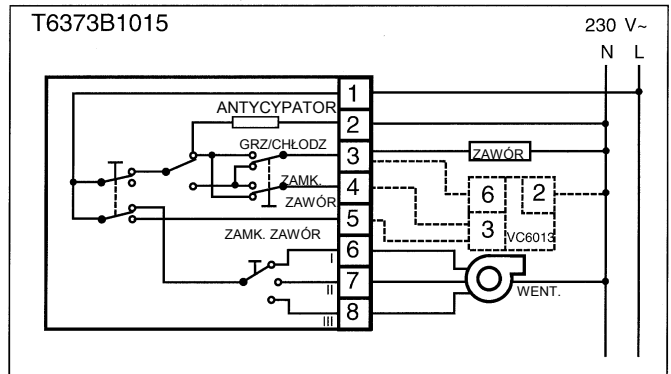 T6373B1015
230 V~
N L
1
ANTYCYPATOR
2
GRZ/CHŁODZ
3
ZAWÓR
ZAMK.
4
6 2
ZAWÓR
5
3 VC6013
ZAMK. ZAWÓR
6
I
7
II
WENT.
8
III